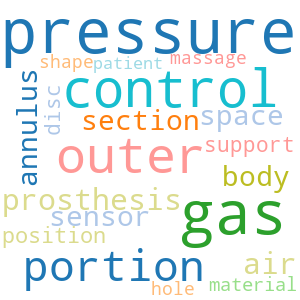 pressure
shape massage
patient
control
annulus
disc
section space
outer support
body
prosthesis
gas
sensor
position
portion air
hole material